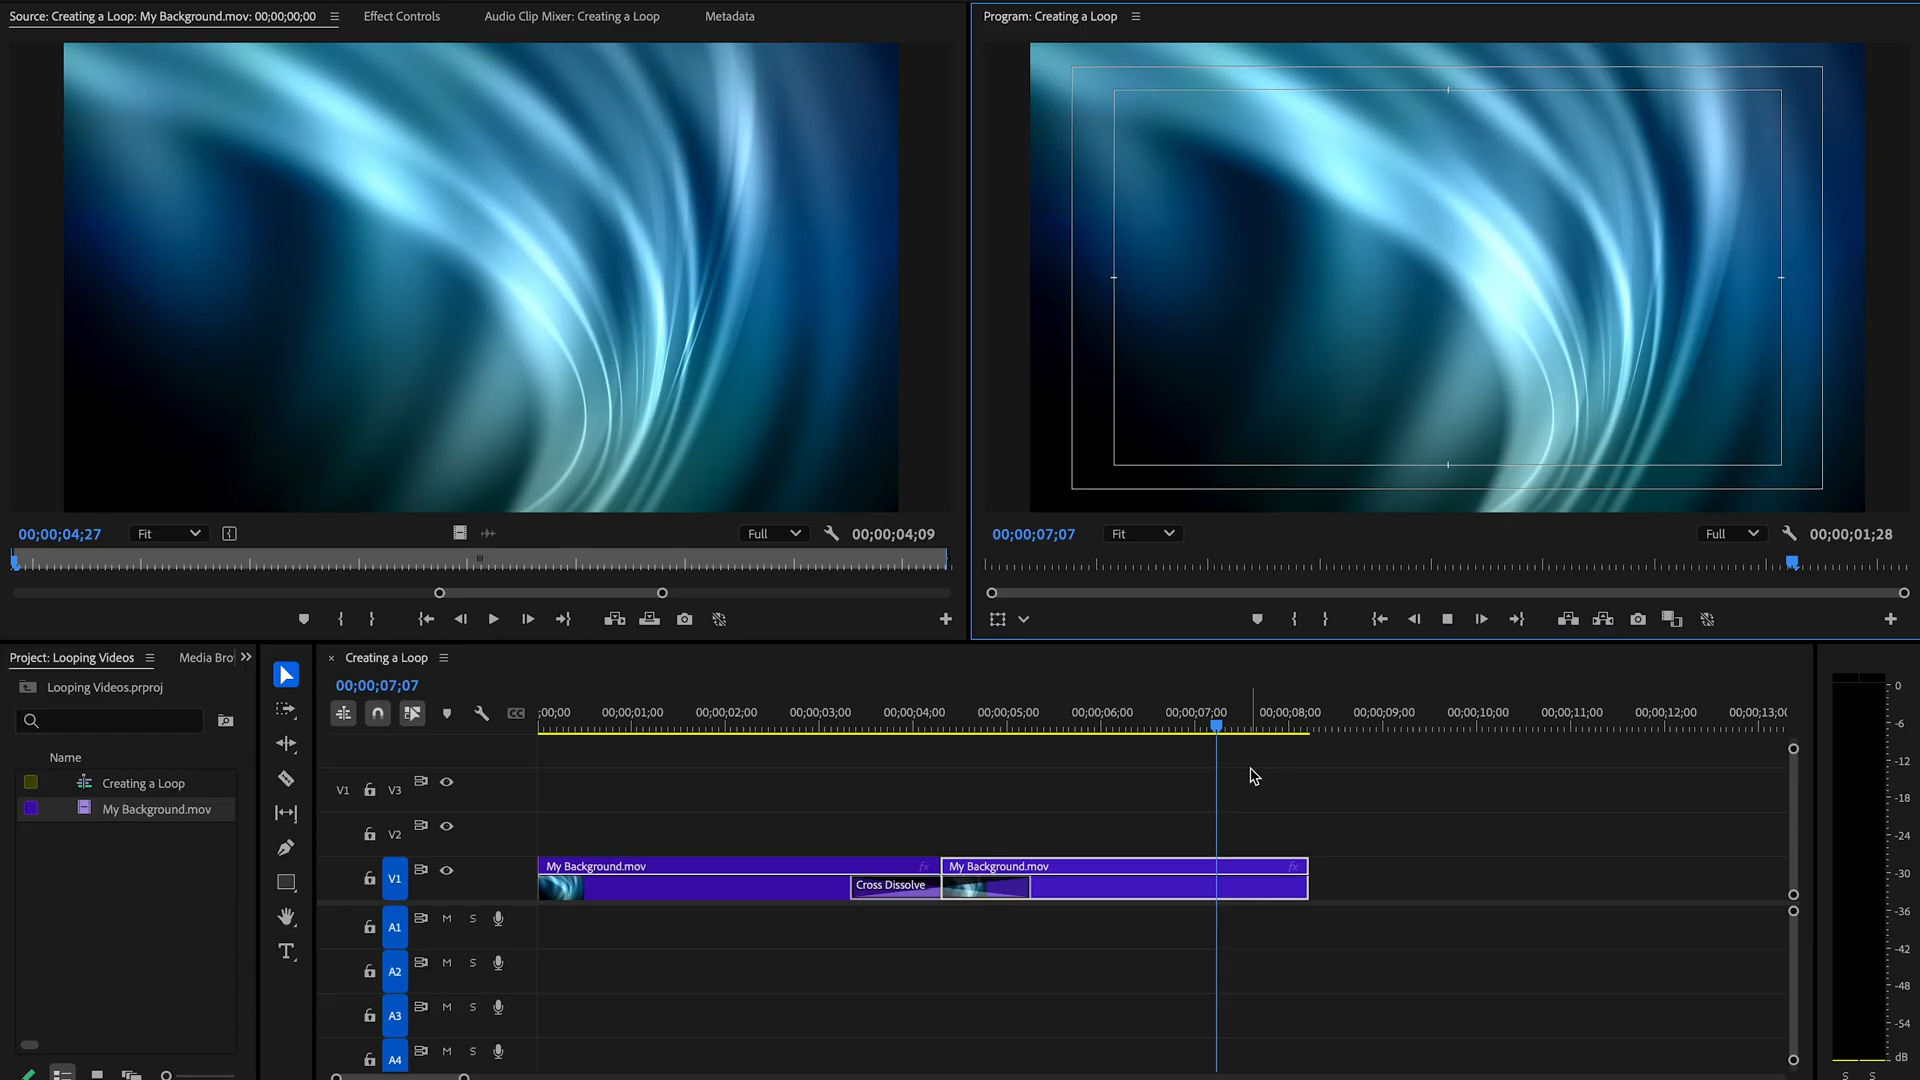 Source: Creating a Loop: My Background.mov: 00;00;00;00
Effect Controls
Audio Clip Mixer: Creating a Loop
Metadata
Program: Creating a Loop
00;00;04;27
Fit
Full
00;00;04;09
00;00;07;07
Fit
Full
00;00;01;28
Project: Looping Videos
Media Bro
Looping Videos.prproj
Name
Creating a Loop
My Background.mov
× Creating a Loop
00;00;07;07
;00;00 00;00;01;00 00;00;02;00 00;00;03;00 00;00;04;00 00;00;05;00 00;00;06;00 00;00;07;00 00;00;08;00 00;00;09;00 00;00;10;00 00;00;11;00 00;00;12;00 00;00;13;0
CC
V1 V3
V2
V1
My Background.mov fx
My Background.mov fx
Cross Dissolve
A1 M S
A2 M S
A3 M S
A4 M S
0
-6
-12
-18
-24
-30
-36
-42
-48
-54
dB
S S